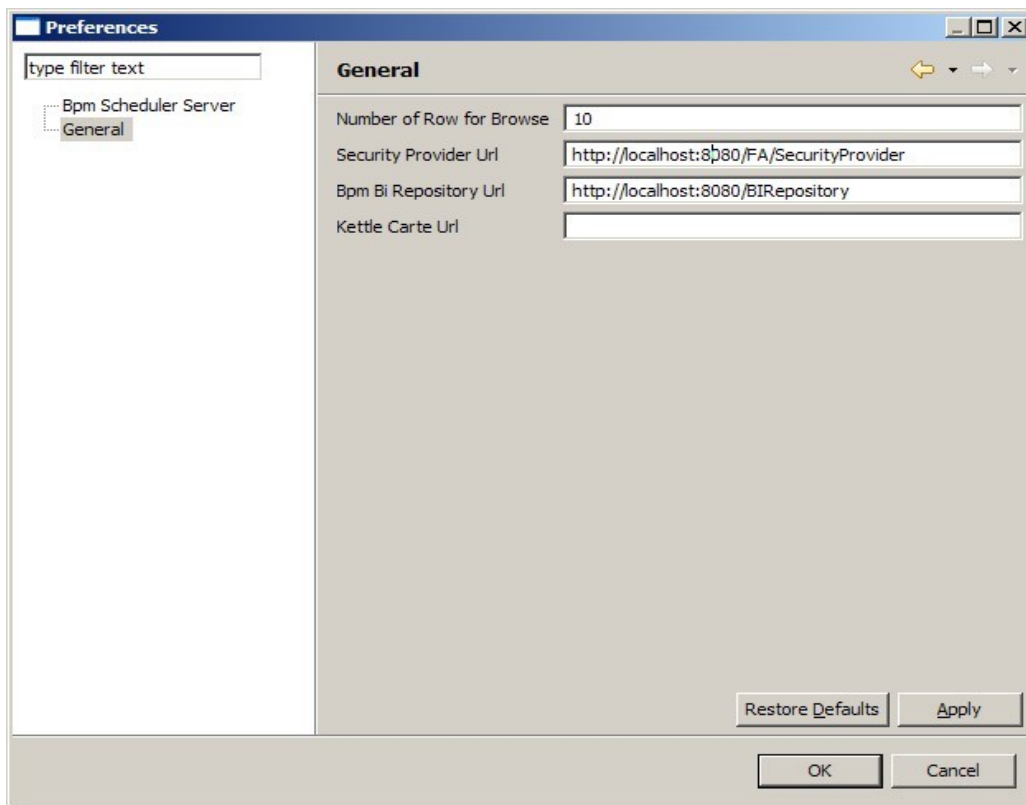 Preferences
type filter text
General
Bpm Scheduler Server
General
Number of Row for Browse 10
Security Provider Url http://localhost:8080/FA/SecurityProvider
Bpm Bi Repository Url http://localhost:8080/BIRepository
Kettle Carte Url
Restore Defaults Apply
OK Cancel